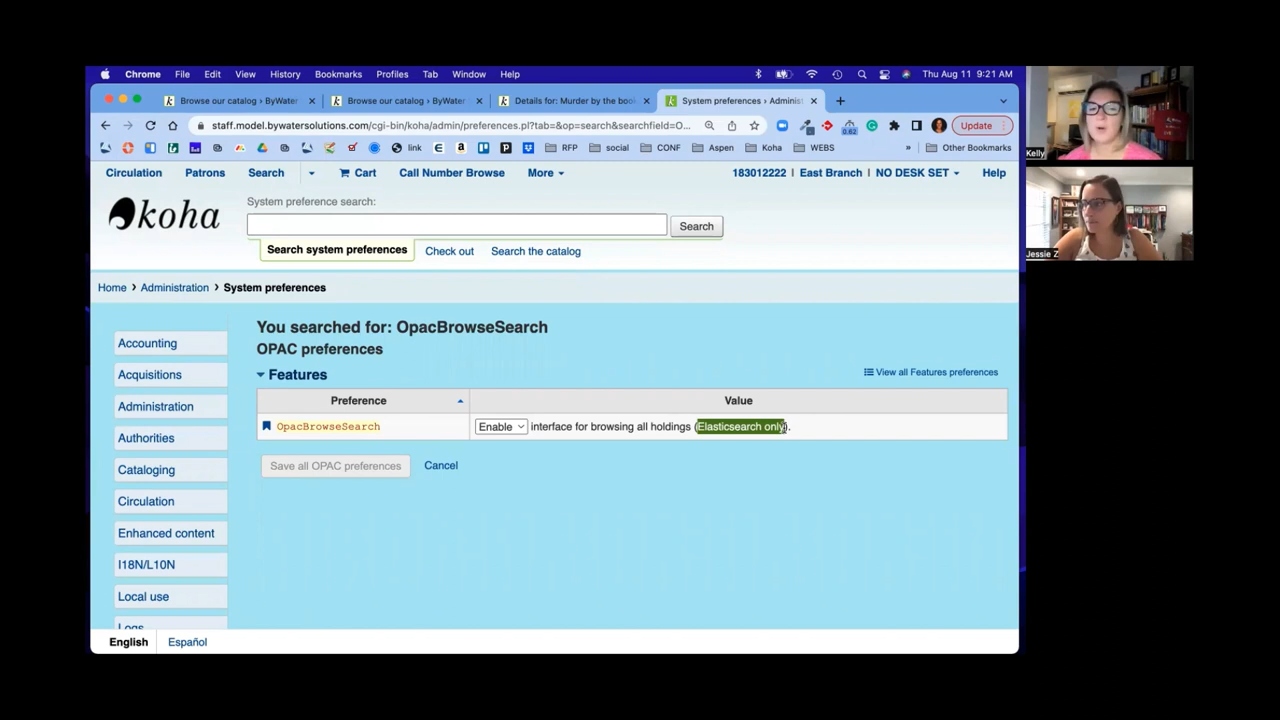 Chrome File Edit View History Bookmarks Profiles Tab Window Help Thu Aug 11 9:21 AM
Browse our catalog › ByWater Browse our catalog › ByWater Details for: Murder by the book System preferences › Administ
staff.model.bywatersolutions.com/cgi-bin/koha/admin/preferences.pl?tab=&op=search&searchfield=O... 0.62 Update
link RFP social CONF Aspen Koha WEBS » Other Bookmarks
Circulation Patrons Search Cart Call Number Browse More 183012222 | East Branch | NO DESK SET Help
koha
System preference search:
Search
Search system preferences Check out Search the catalog
Home › Administration › System preferences
Accounting
Acquisitions
Administration
Authorities
Cataloging
Circulation
Enhanced content
I18N/L10N
Local use
Logs
You searched for: OpacBrowseSearch
OPAC preferences
Features
View all Features preferences
Preference Value
OpacBrowseSearch Enable interface for browsing all holdings (Elasticsearch only).
Save all OPAC preferences Cancel
English Español
Kelly
Jessie Z